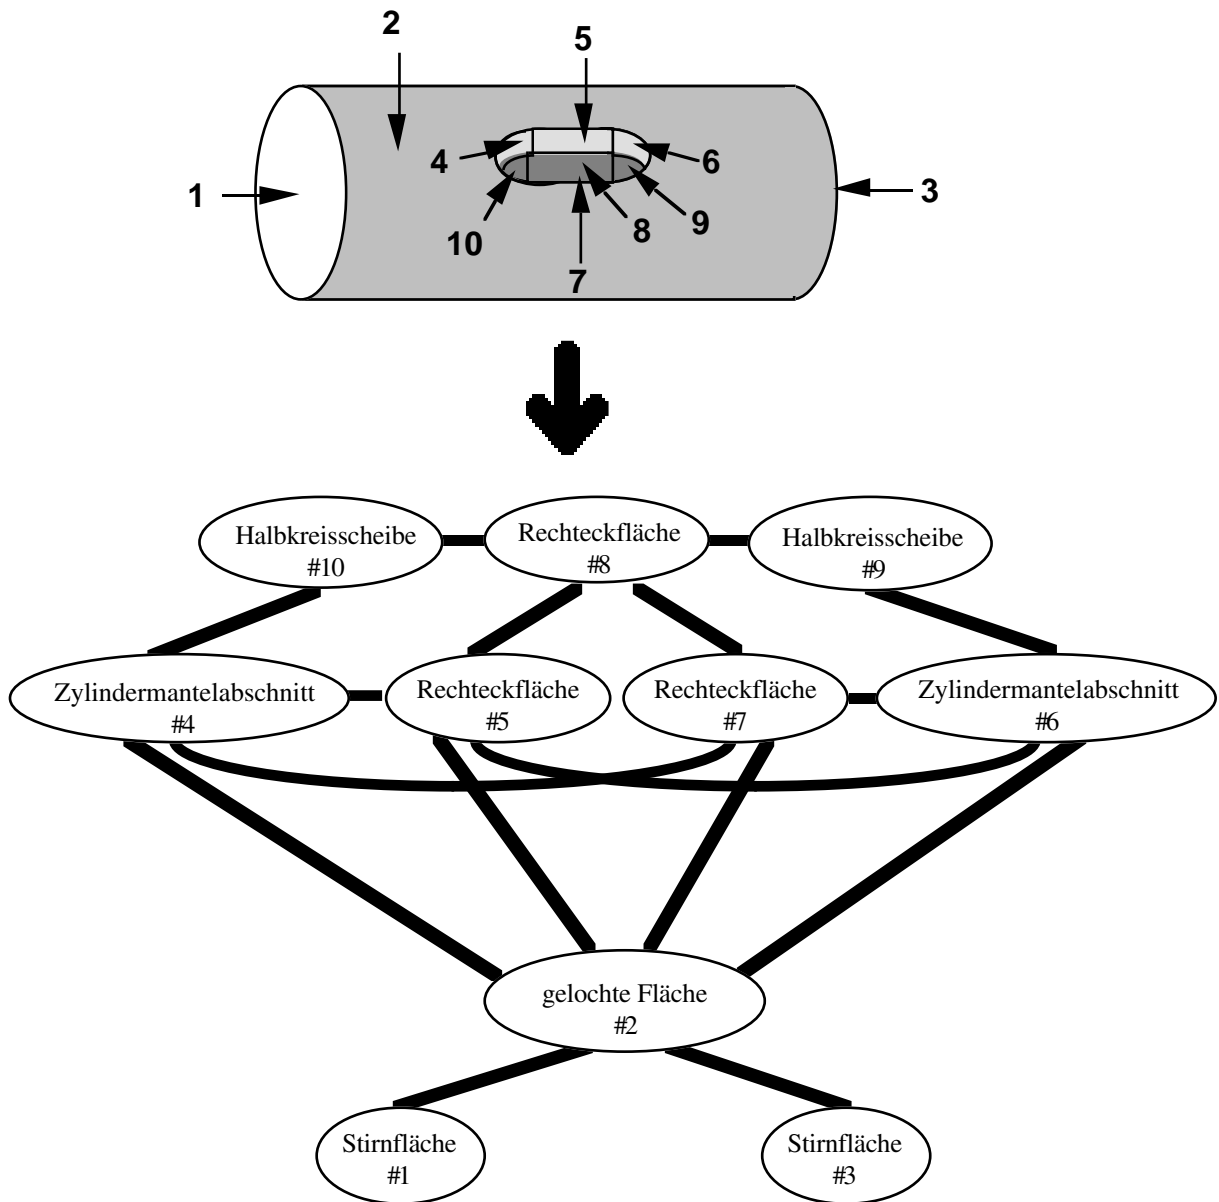 2
5
4
6
1
3
10
8
9
7
Halbkreisscheibe
#10
Rechteckfläche
#8
Halbkreisscheibe
#9
Zylindermantelabschnitt
#4
Rechteckfläche
#5
Rechteckfläche
#7
Zylindermantelabschnitt
#6
gelochte Fläche
#2
Stirnfläche
#1
Stirnfläche
#3